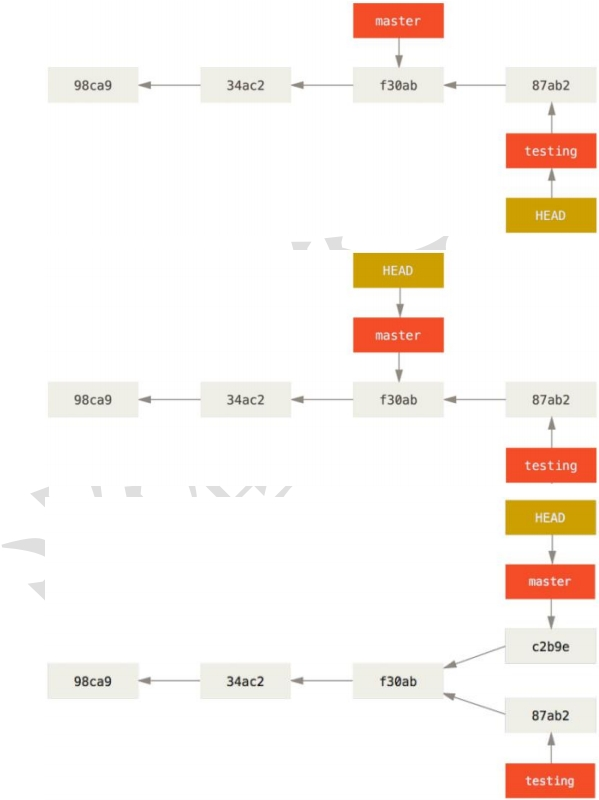 master
98ca9 34ac2 f30ab 87ab2
testing
HEAD
HEAD
master
98ca9 34ac2 f30ab 87ab2
testing
HEAD
master
c2b9e
98ca9 34ac2 f30ab
87ab2
testing